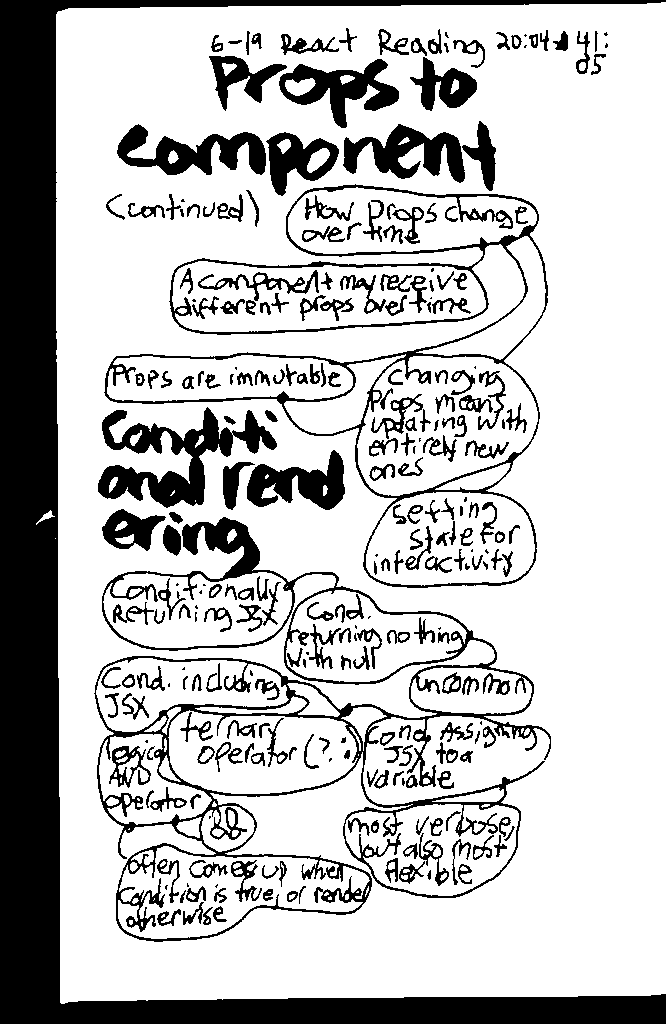 6-19 React Reading 20:04 41:
05
Props to
component
(continued)
How Props change
over time
A component may receive
different props over time
Props are immutable
changing
Props means
updating with
entirely new
ones
setting
state for
interactivity
Conditi
onal rend
ering
Conditionally
Returning JSX
Cond.
returning nothing
with null
uncommon
Cond. including
JSX
ternary
operator (? :)
Cond. Assigning
JSX to a
variable
logical
AND
operator
&&
most verbose,
but also most
flexible
often comes up when
condition is true, or render
otherwise